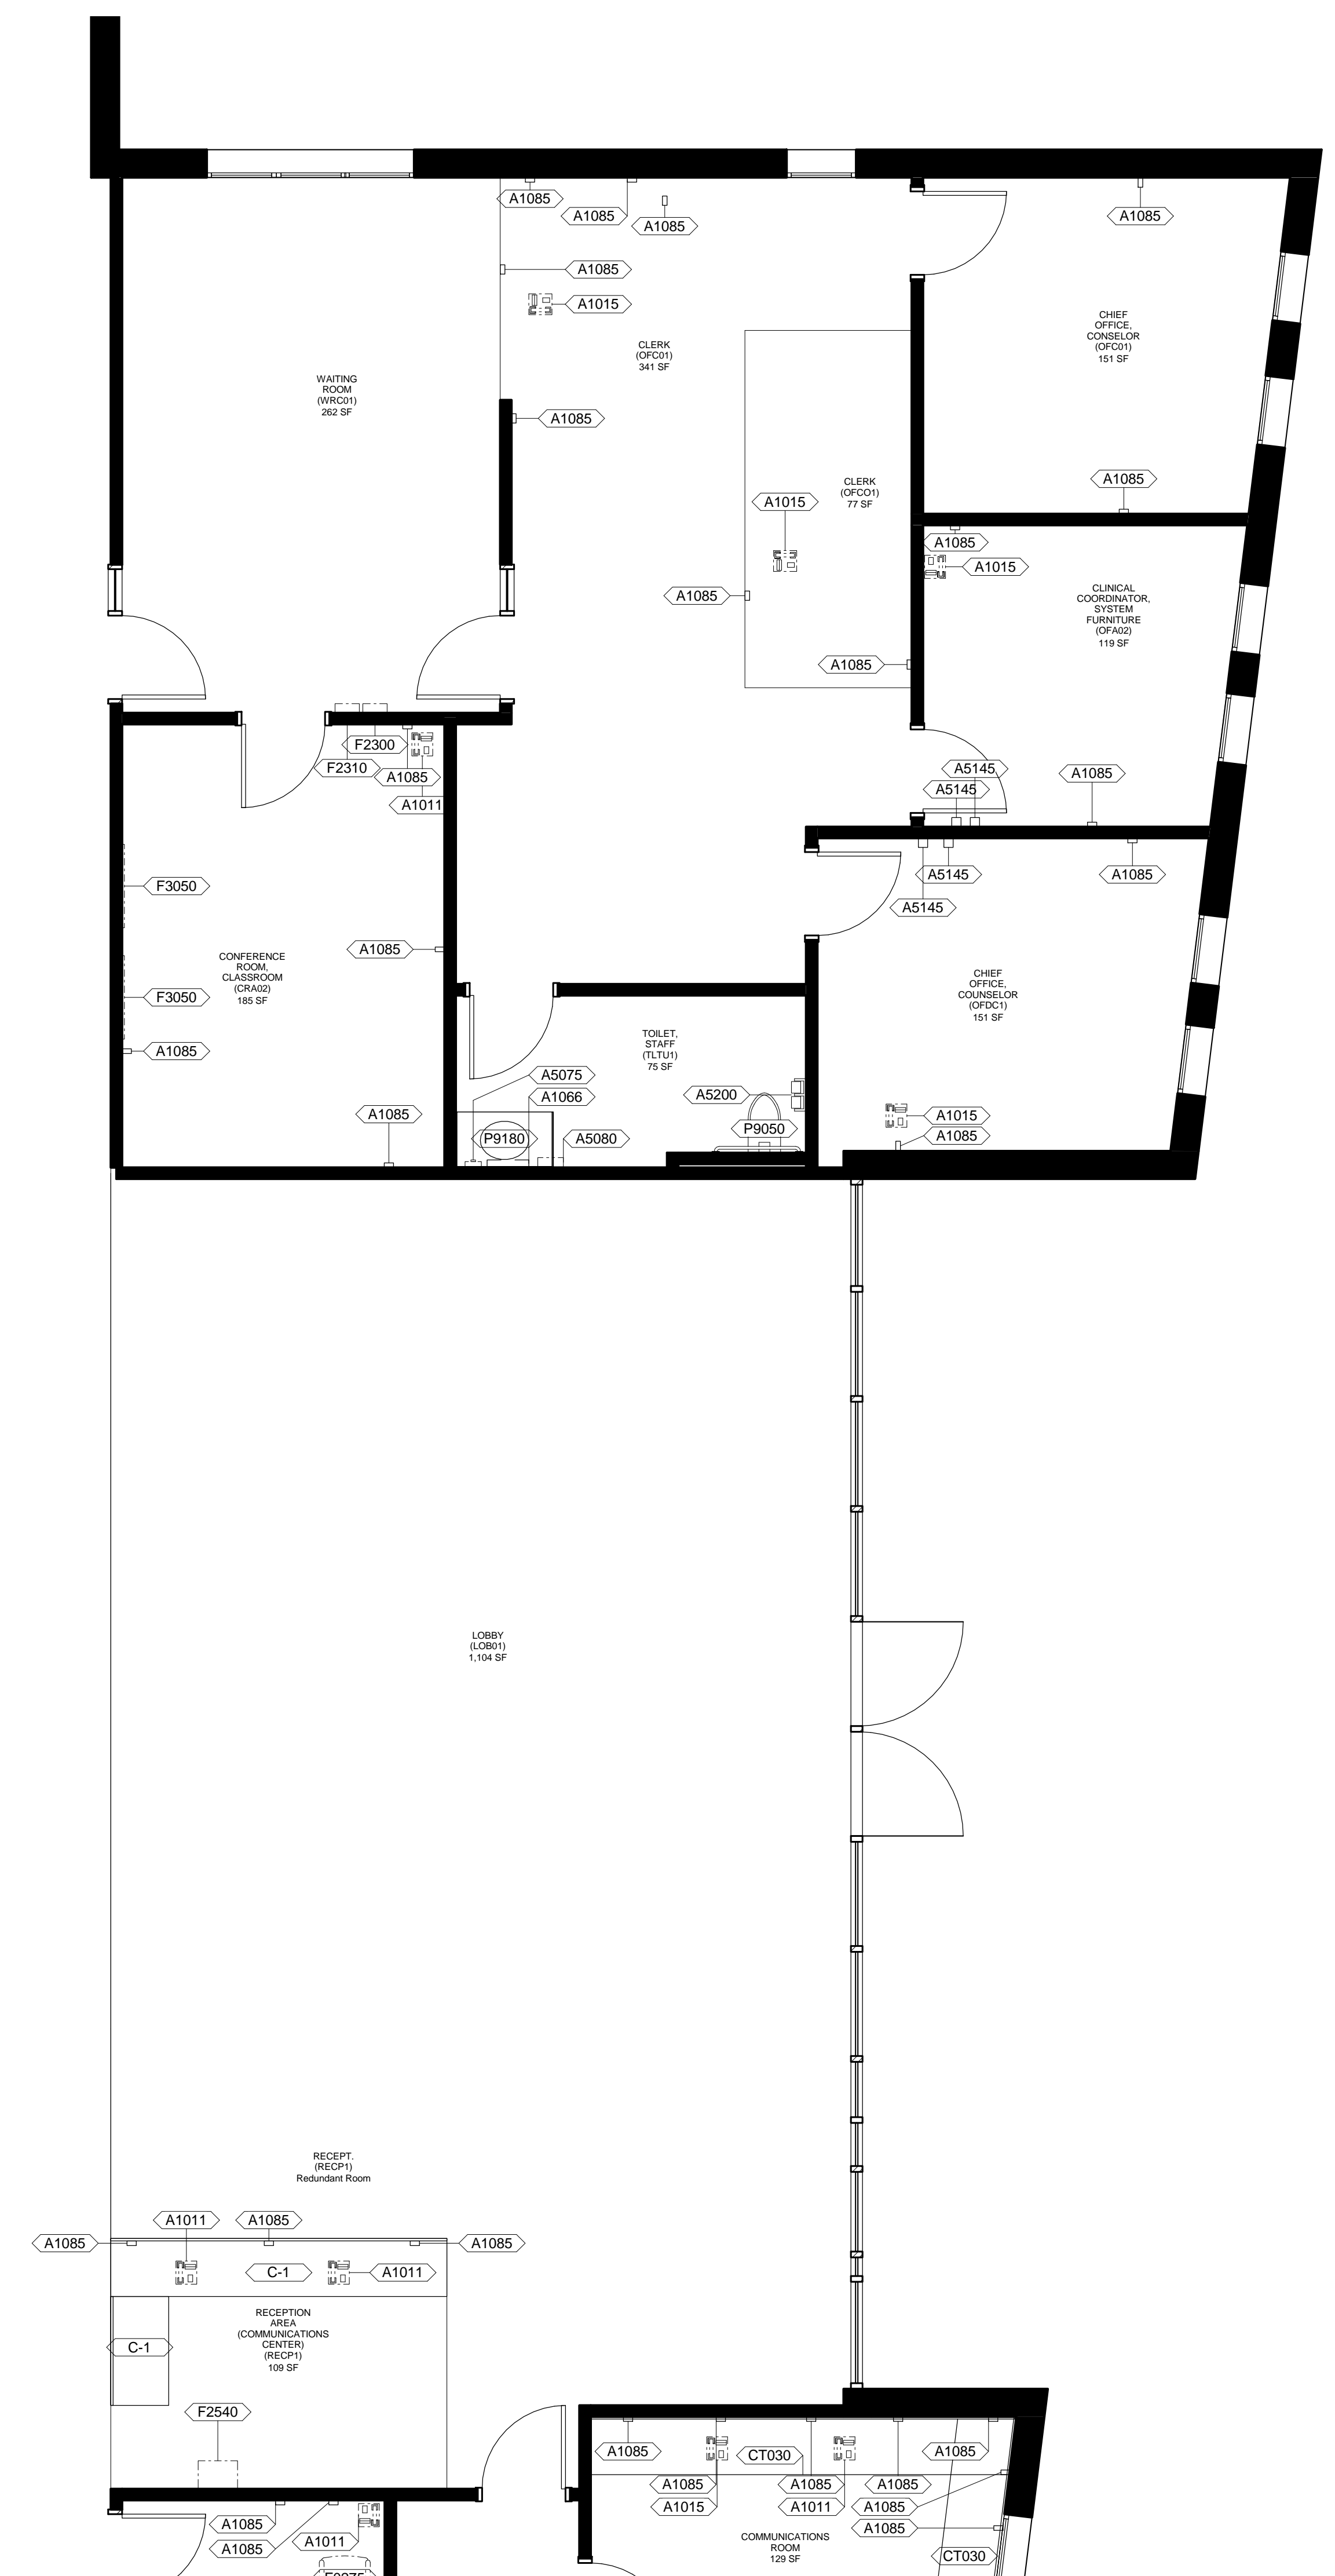 A1085
A1085
A1085
A1085
A1085
A1015
CHIEF
OFFICE,
CONSELOR
(OFC01)
151 SF
CLERK
(OFC01)
341 SF
WAITING
ROOM
(WRC01)
262 SF
A1085
A1085
CLERK
(OFCO1)
77 SF
A1015
A1085
A1015
CLINICAL
COORDINATOR,
SYSTEM
FURNITURE
(OFA02)
119 SF
A1085
A1085
F2300
F2310
A1085
A1011
A5145
A5145
A1085
A5145
A5145
A1085
F3050
A1085
CONFERENCE
ROOM,
CLASSROOM
(CRA02)
185 SF
F3050
A1085
A1085
CHIEF
OFFICE,
COUNSELOR
(OFDC1)
151 SF
TOILET,
STAFF
(TLTU1)
75 SF
A5075
A1066
A5200
P9180
A5080
P9050
A1015
A1085
LOBBY
(LOB01)
1,104 SF
RECEPT.
(RECP1)
Redundant Room
A1011
A1085
A1085
A1085
C-1
A1011
RECEPTION
AREA
(COMMUNICATIONS
CENTER)
(RECP1)
109 SF
C-1
F2540
A1085
CT030
A1085
A1085
A1085
A1085
A1015
A1011
A1085
A1085
A1085
A1085
A1011
COMMUNICATIONS
ROOM
129 SF
CT030